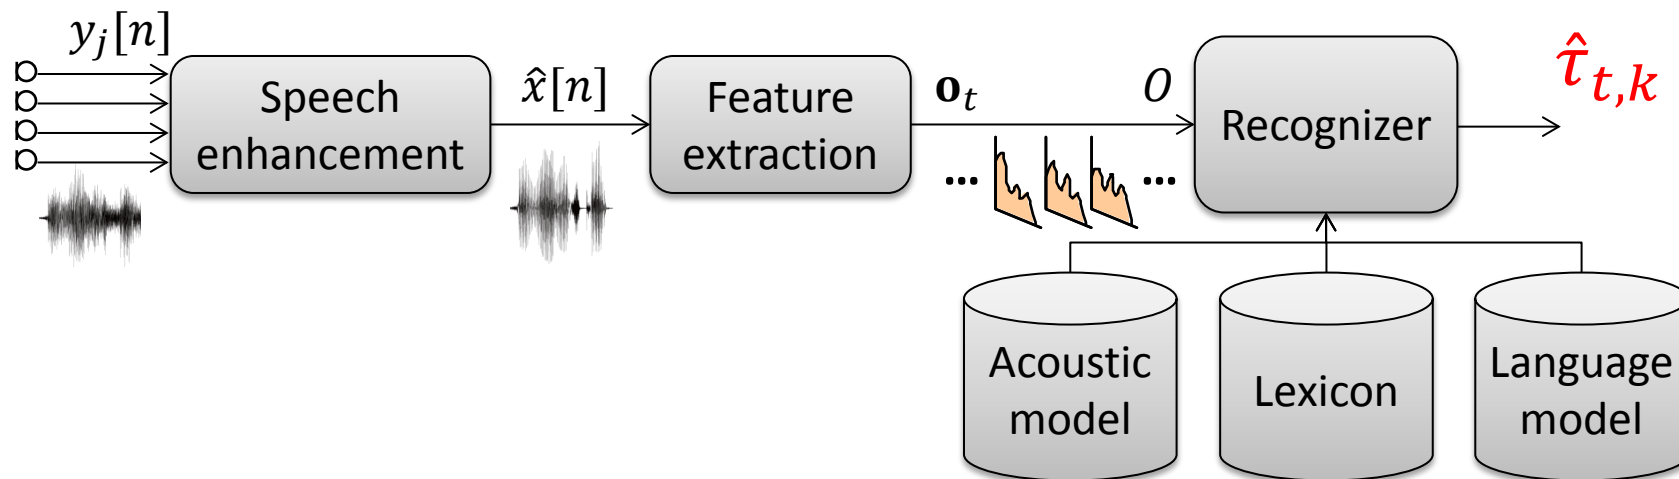 y_j[n]
Speech
enhancement
x̂[n]
Feature
extraction
𝐨_t
O
Recognizer
τ̂_{t,k}
...
...
Acoustic
model
Lexicon
Language
model